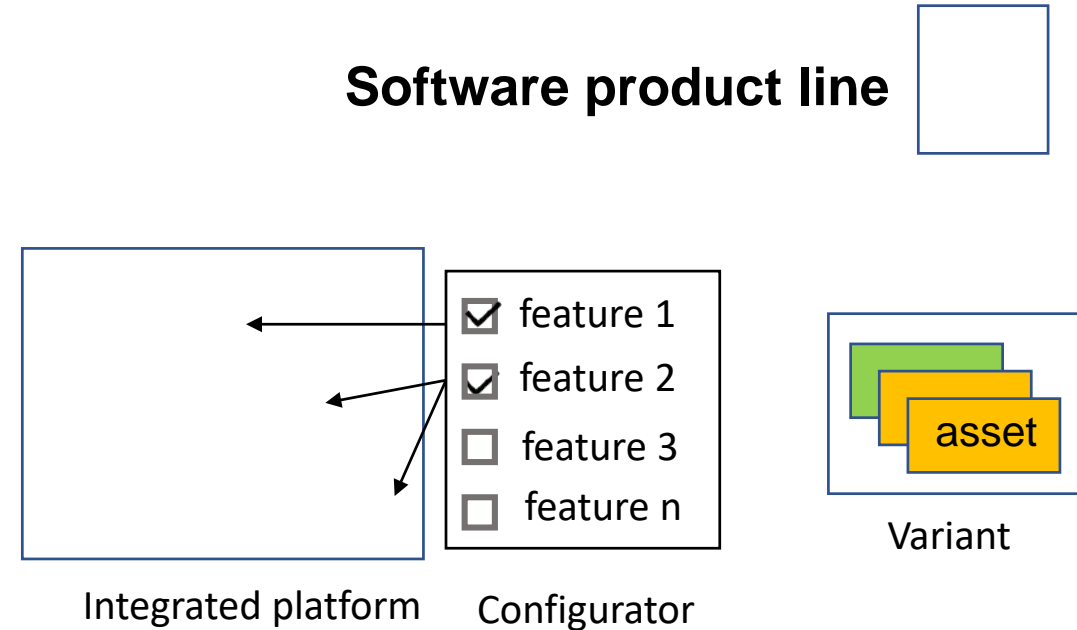 Software product line
feature 1
feature 2
feature 3
feature n
asset
Variant
Integrated platform
Configurator